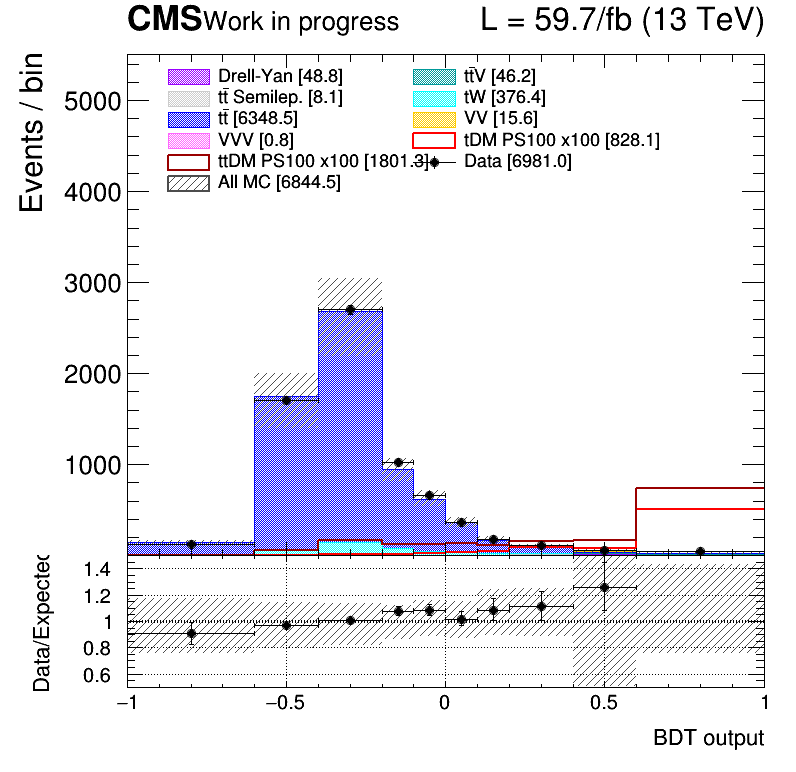 CMS Work in progress L = 59.7/fb (13 TeV)
Events / bin
Drell-Yan [48.8] tt̄V [46.2]
tt̄ Semilep. [8.1] tW [376.4]
tt̄ [6348.5] VV [15.6]
VVV [0.8] tDM PS100 x100 [828.1]
ttDM PS100 x100 [1801.3] Data [6981.0]
All MC [6844.5]
5000
4000
3000
2000
1000
Data/Expected
1.4
1.2
1
0.8
0.6
−1 −0.5 0 0.5 1
BDT output